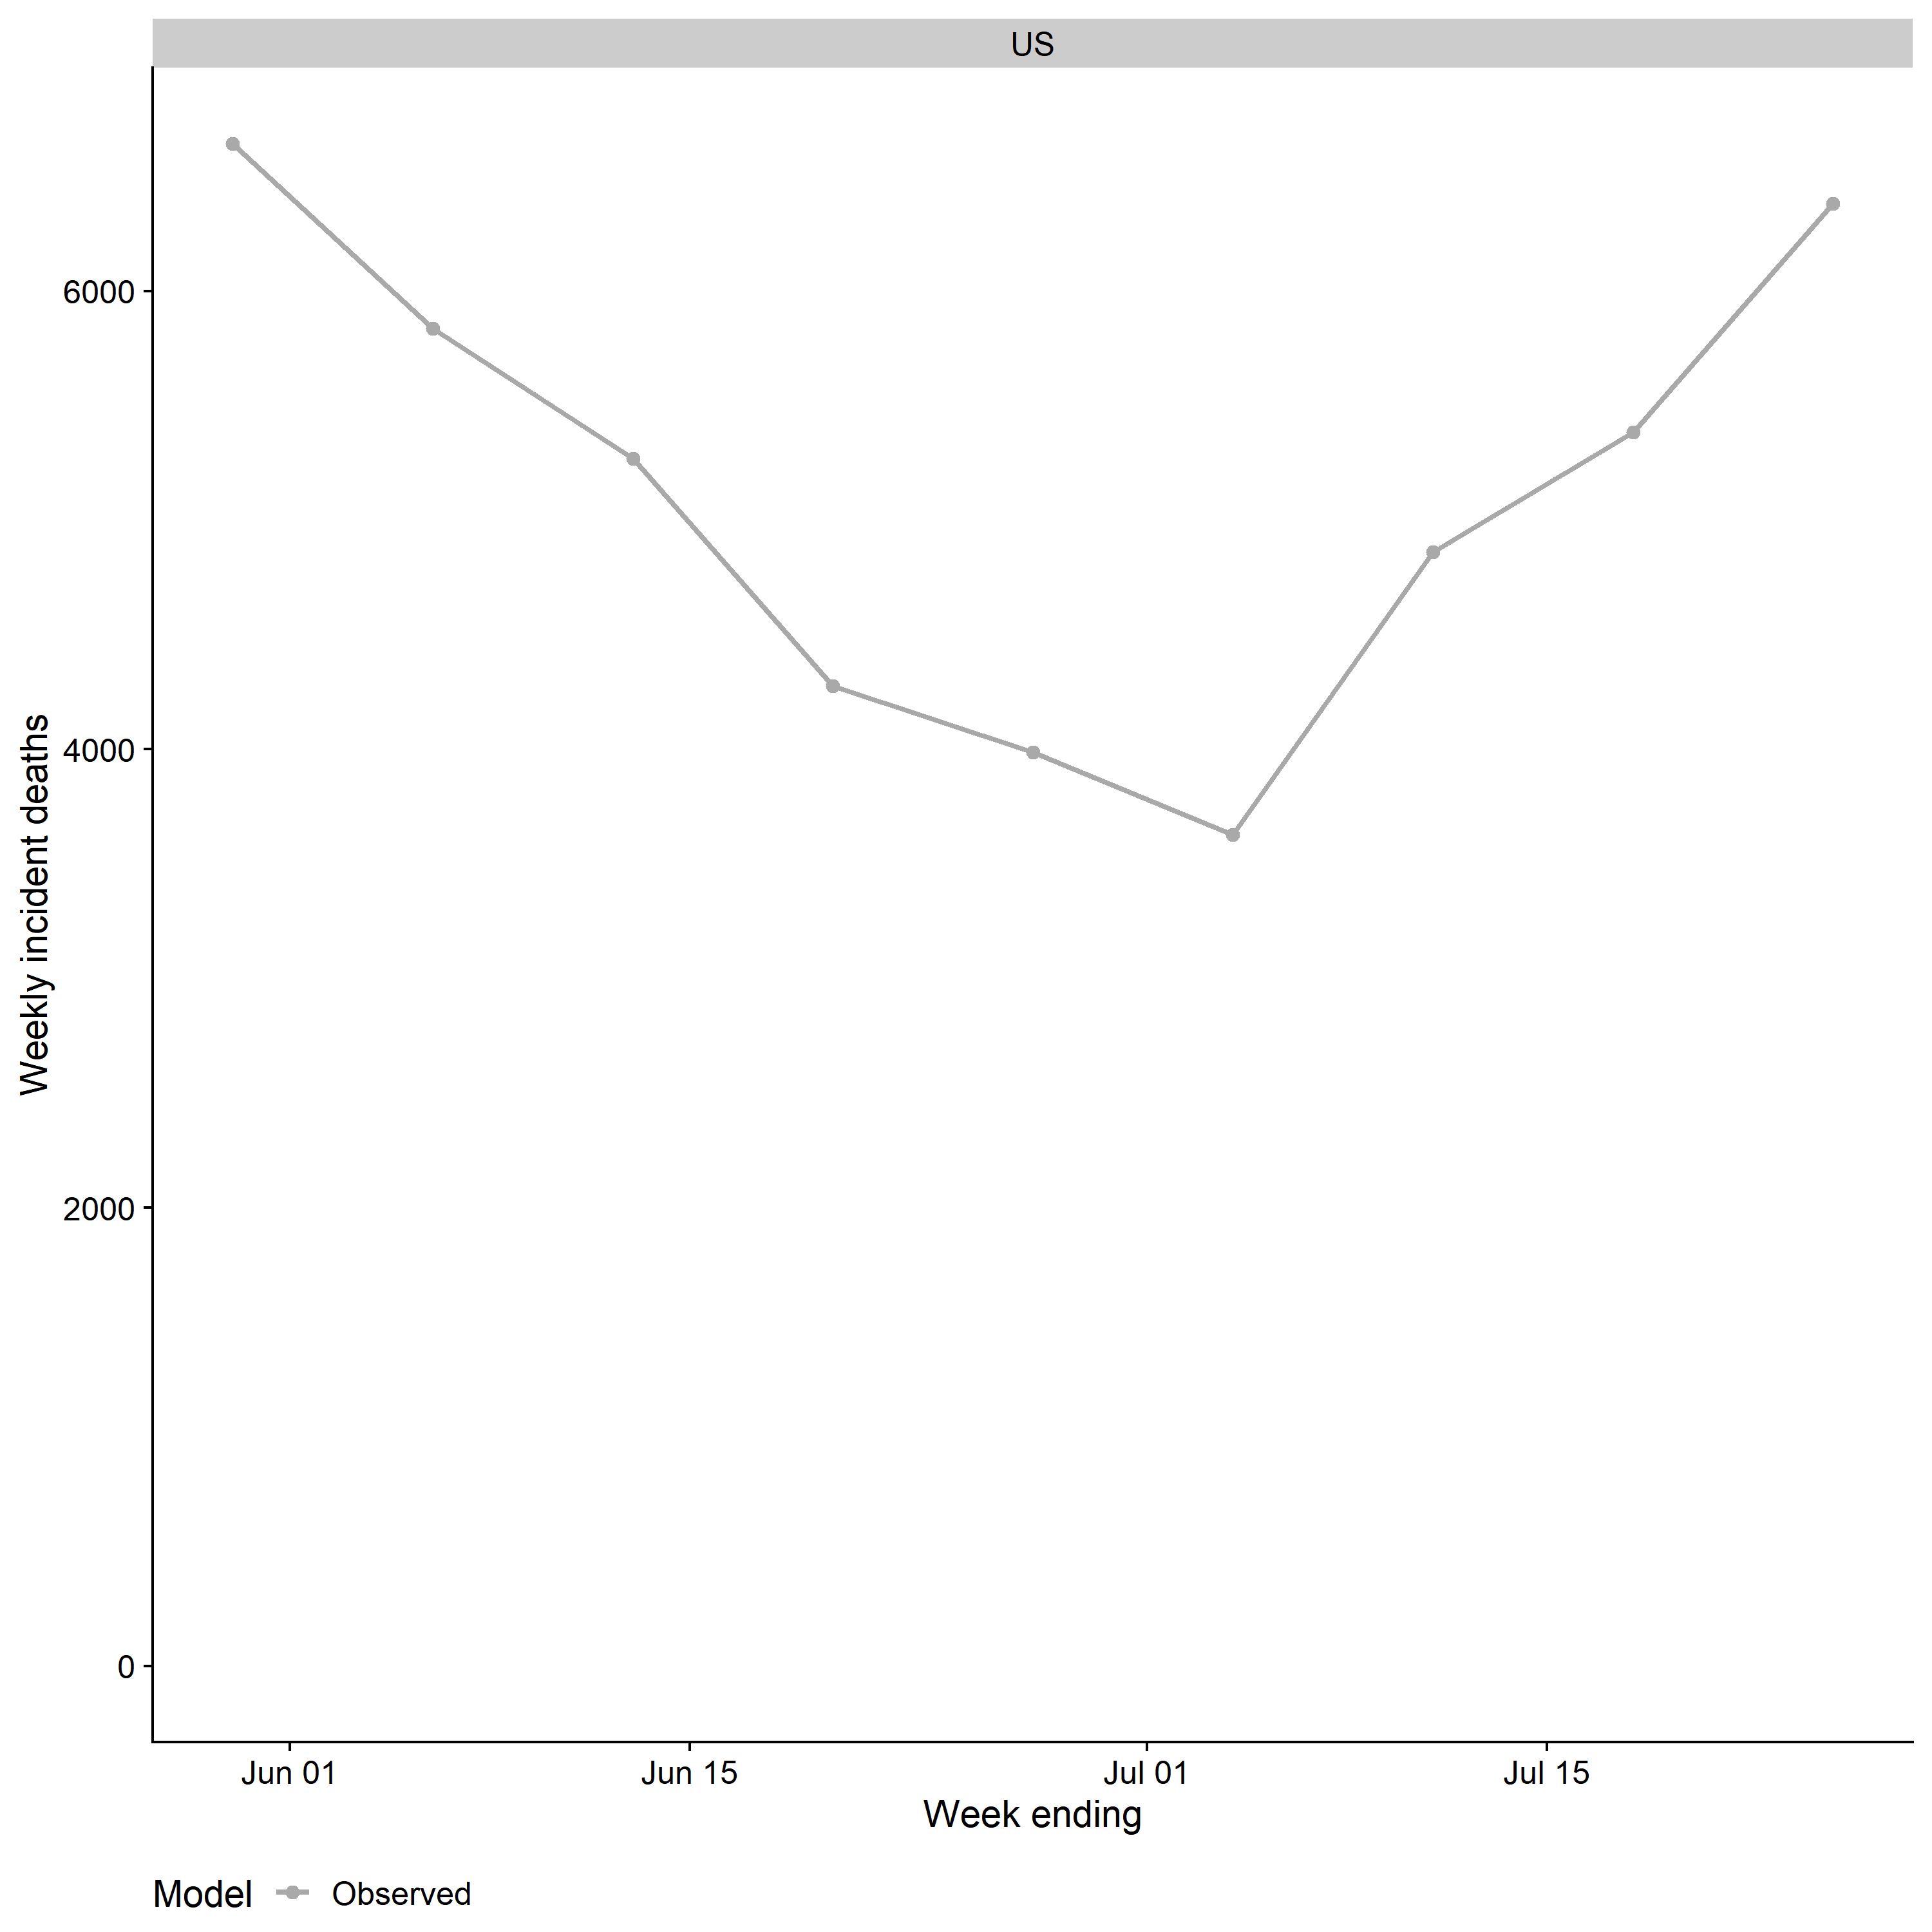 US
Weekly incident deaths
6000
4000
2000
0
Jun 01 Jun 15 Jul 01 Jul 15
Week ending
Model Observed